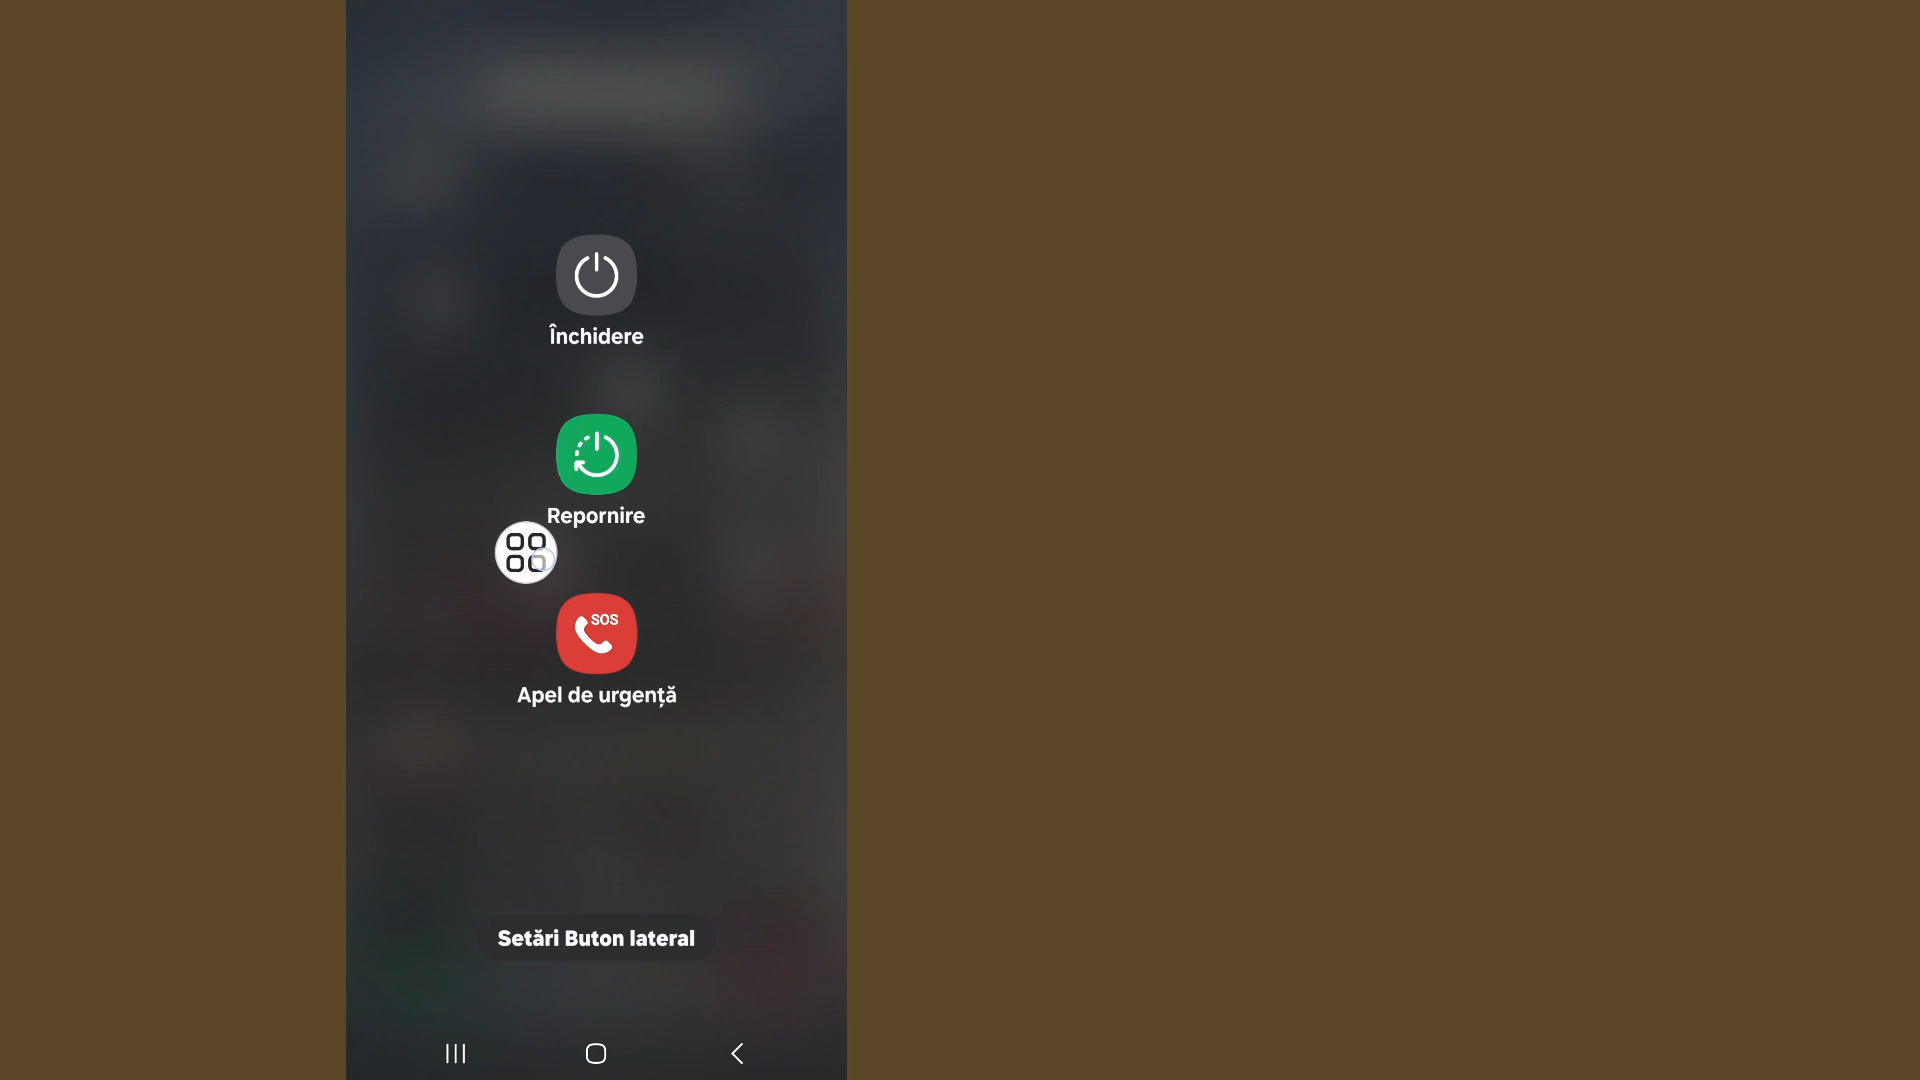 Închidere
Repornire
SOS
Apel de urgență
Setări Buton lateral